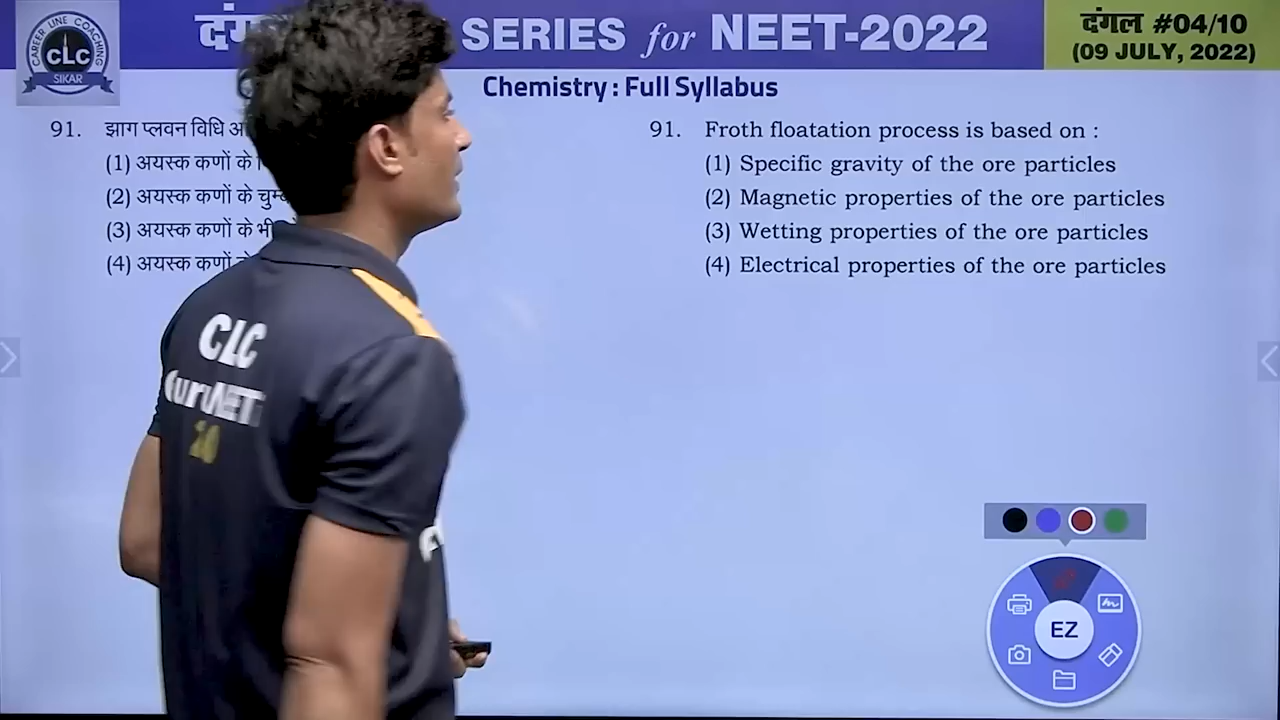 CAREER LINE COACHING
CLC
SIKAR
SERIES for NEET-2022
दंगल #04/10
(09 JULY, 2022)
Chemistry : Full Syllabus
91. झाग प्लवन विधि
(1) अयस्क कणों के
(2) अयस्क कणों के
(3) अयस्क कणों के
(4) अयस्क कणों
91. Froth floatation process is based on :
(1) Specific gravity of the ore particles
(2) Magnetic properties of the ore particles
(3) Wetting properties of the ore particles
(4) Electrical properties of the ore particles
CLC
EZ